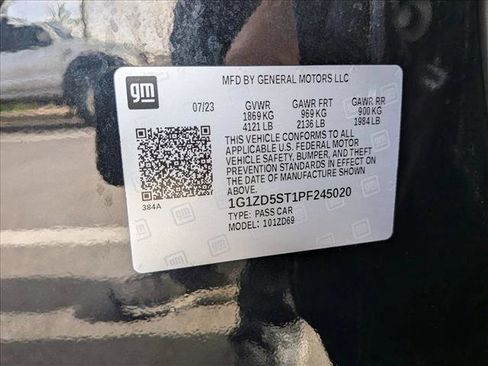 gm
MFD BY GENERAL MOTORS LLC
07/23 GVWR GAWR FRT GAWR RR
1869 KG 969 KG 900 KG
4121 LB 2136 LB 1984 LB
THIS VEHICLE CONFORMS TO ALL
APPLICABLE U.S. FEDERAL MOTOR
VEHICLE SAFETY, BUMPER, AND THEFT
PREVENTION STANDARDS IN EFFECT ON
THE DATE OF MANUFACTURE SHOWN
ABOVE.
384A
1G1ZD5ST1PF245020
TYPE: PASS CAR
MODEL: 101ZD69